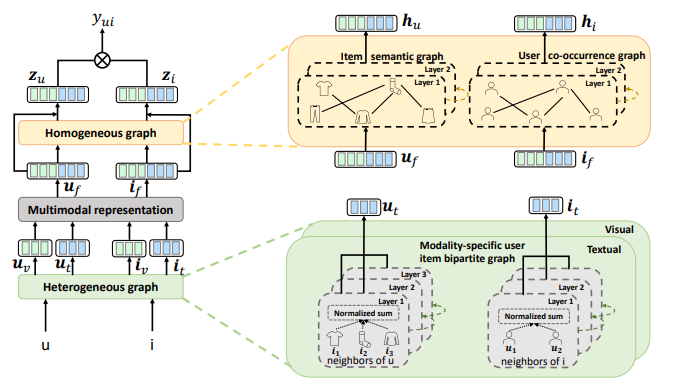 y_ui
z_u
z_i
Homogeneous graph
u_f
i_f
Multimodal representation
u_v
u_t
i_v
i_t
Heterogeneous graph
u
i
h_u
h_i
Item semantic graph
Layer 2
Layer 1
User co-occurrence graph
Layer 2
Layer 1
u_f
i_f
u_t
i_t
Visual
Textual
Modality-specific user
item bipartite graph
Layer 3
Layer 2
Layer 1
Normalized sum
i_1
i_2
i_3
neighbors of u
Layer 2
Layer 1
Normalized sum
u_1
u_2
neighbors of i